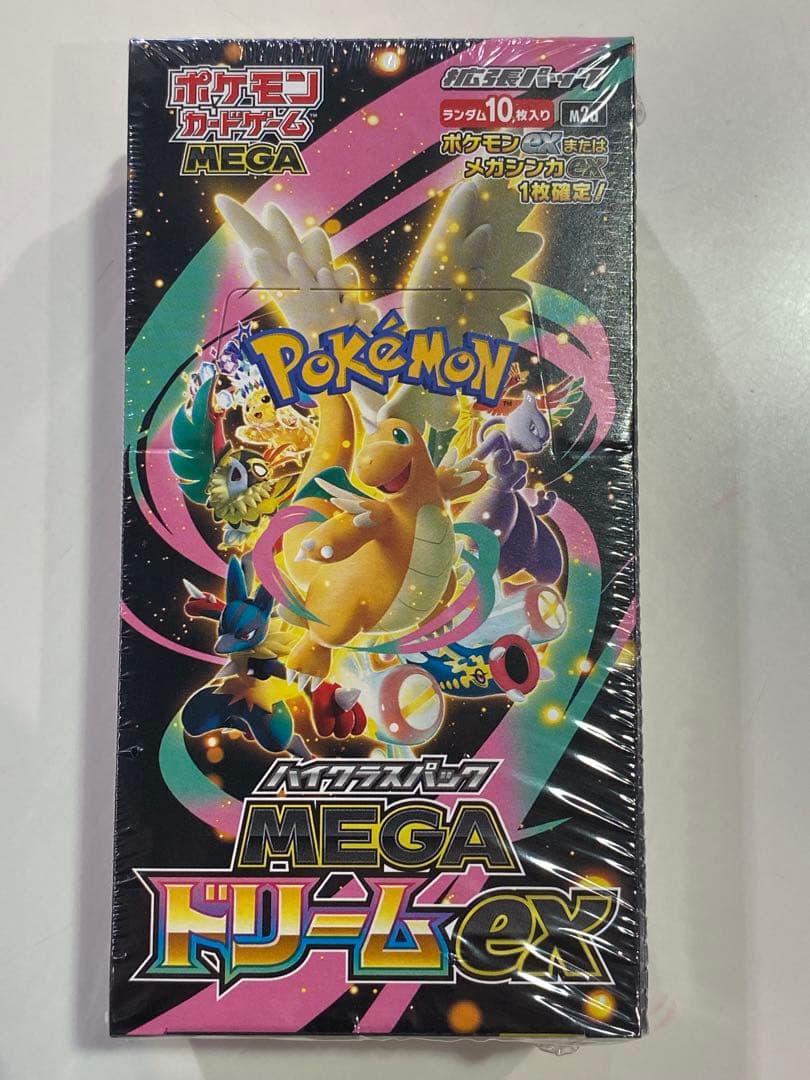 ポケモン
カードゲーム
MEGA
拡張パック
ランダム10枚入り M2a
ポケモンexまたは
メガシンカex
1枚確定!
POKéMON
TM
ハイクラスパック
MEGA
ドリームex